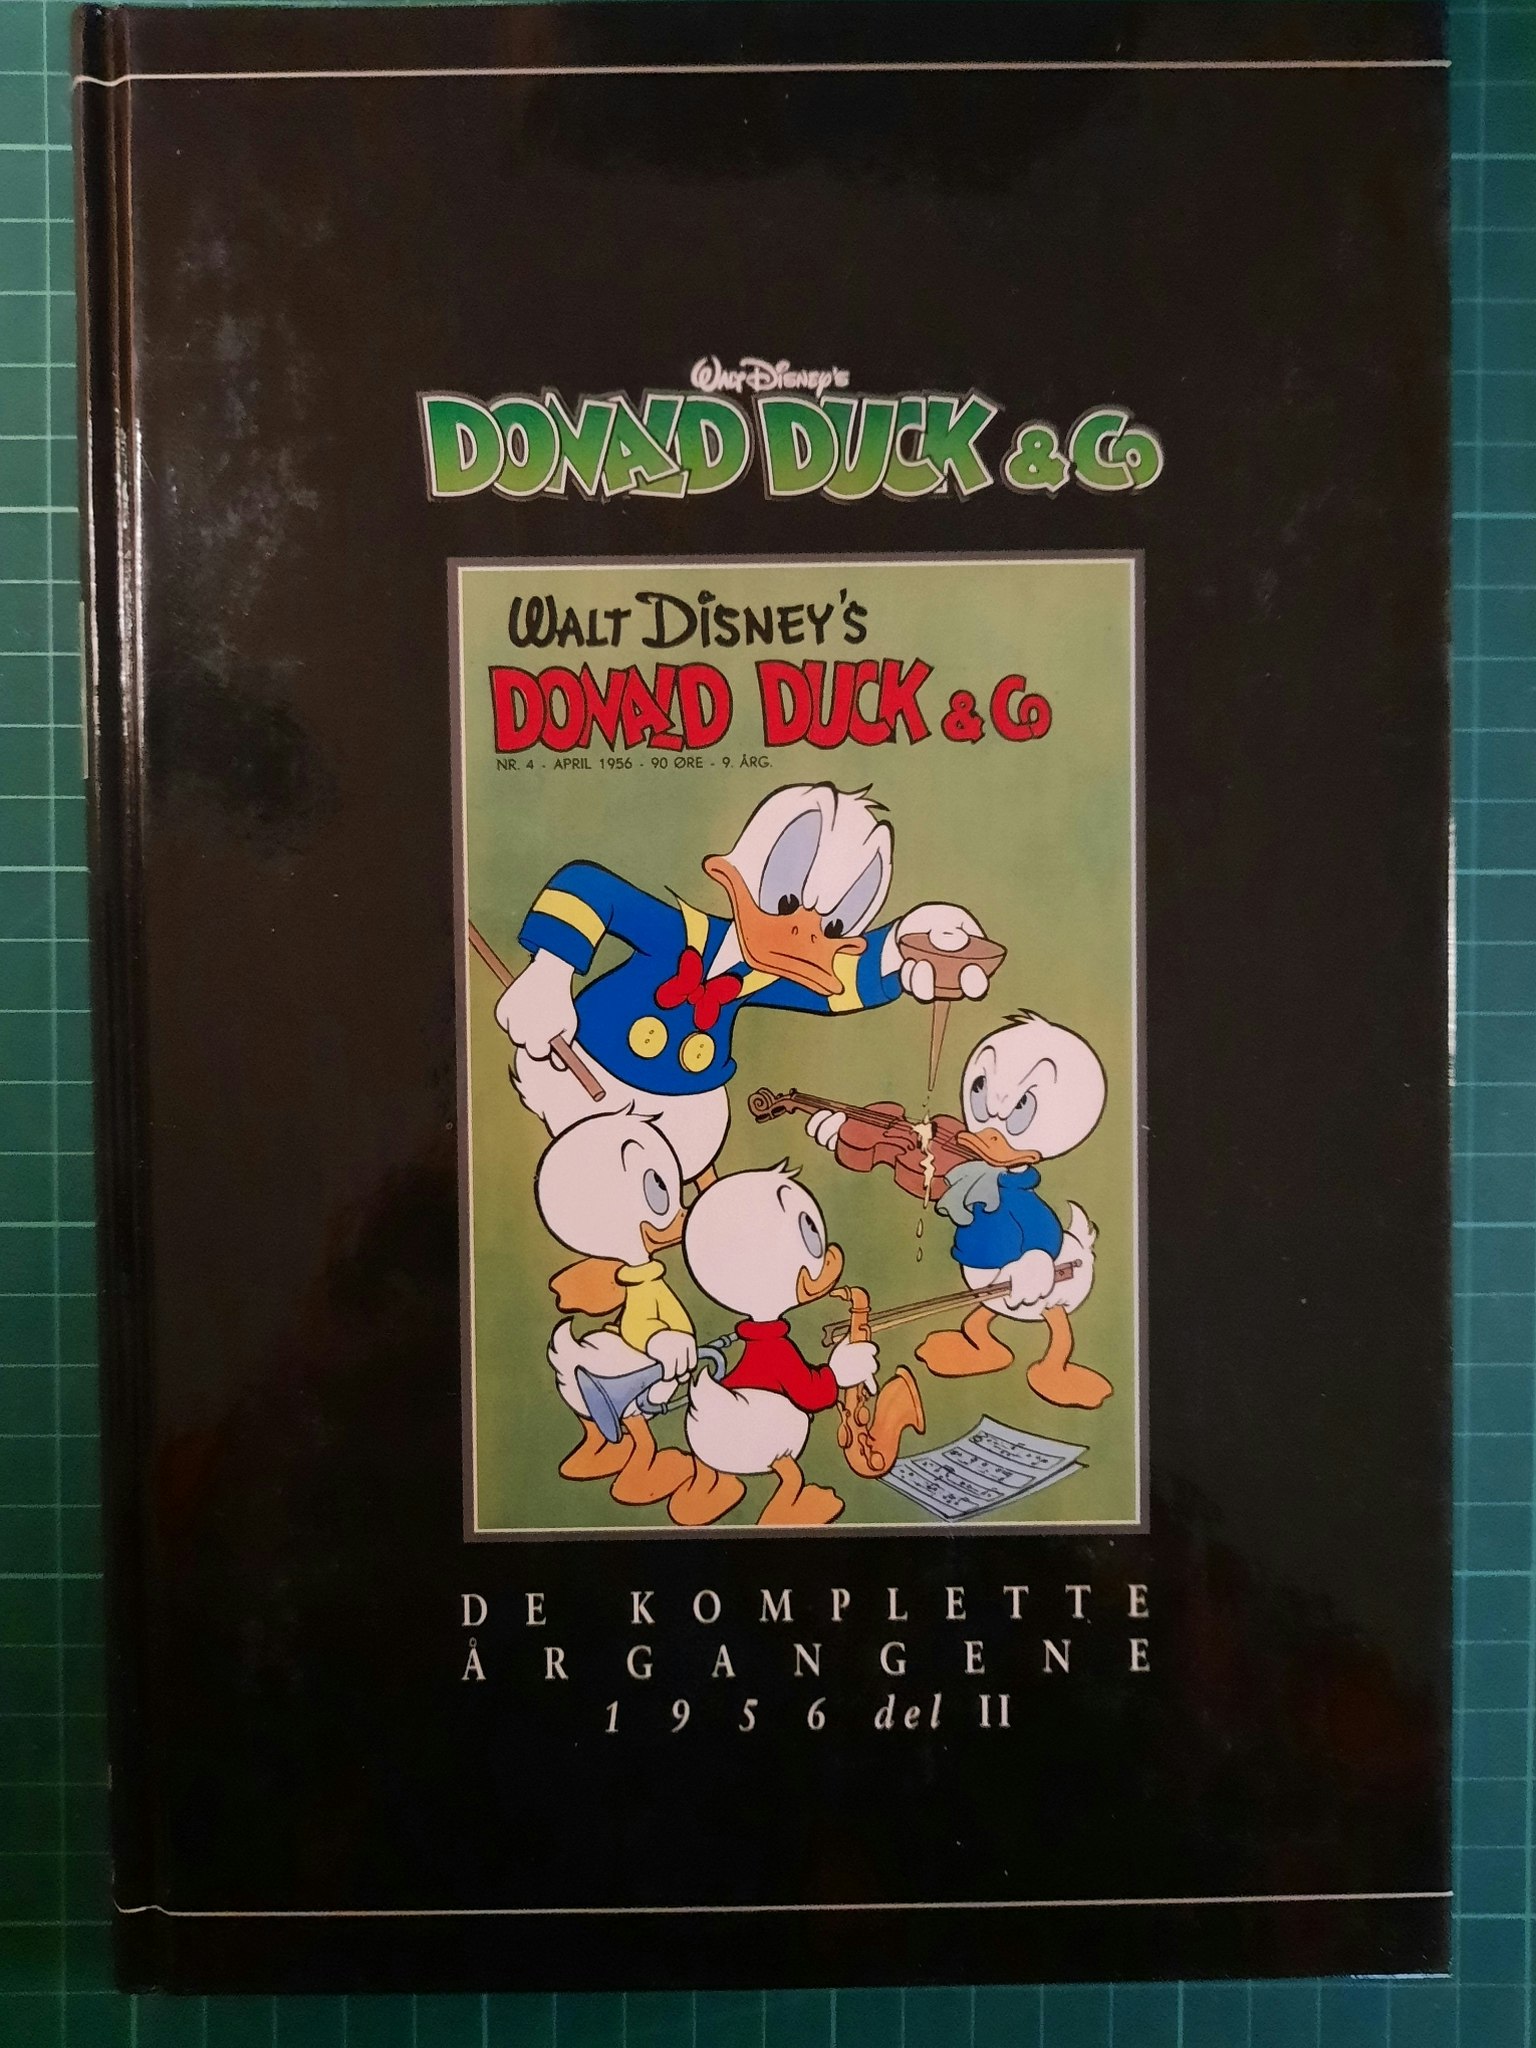 WALT DISNEY'S
DONALD DUCK & Co
WALT DISNEY'S
DONALD DUCK & Co
NR. 4 - APRIL 1956 - 90 ØRE - 9. ÅRG.
DE KOMPLETTE
ÅRGANGENE
1956 del II